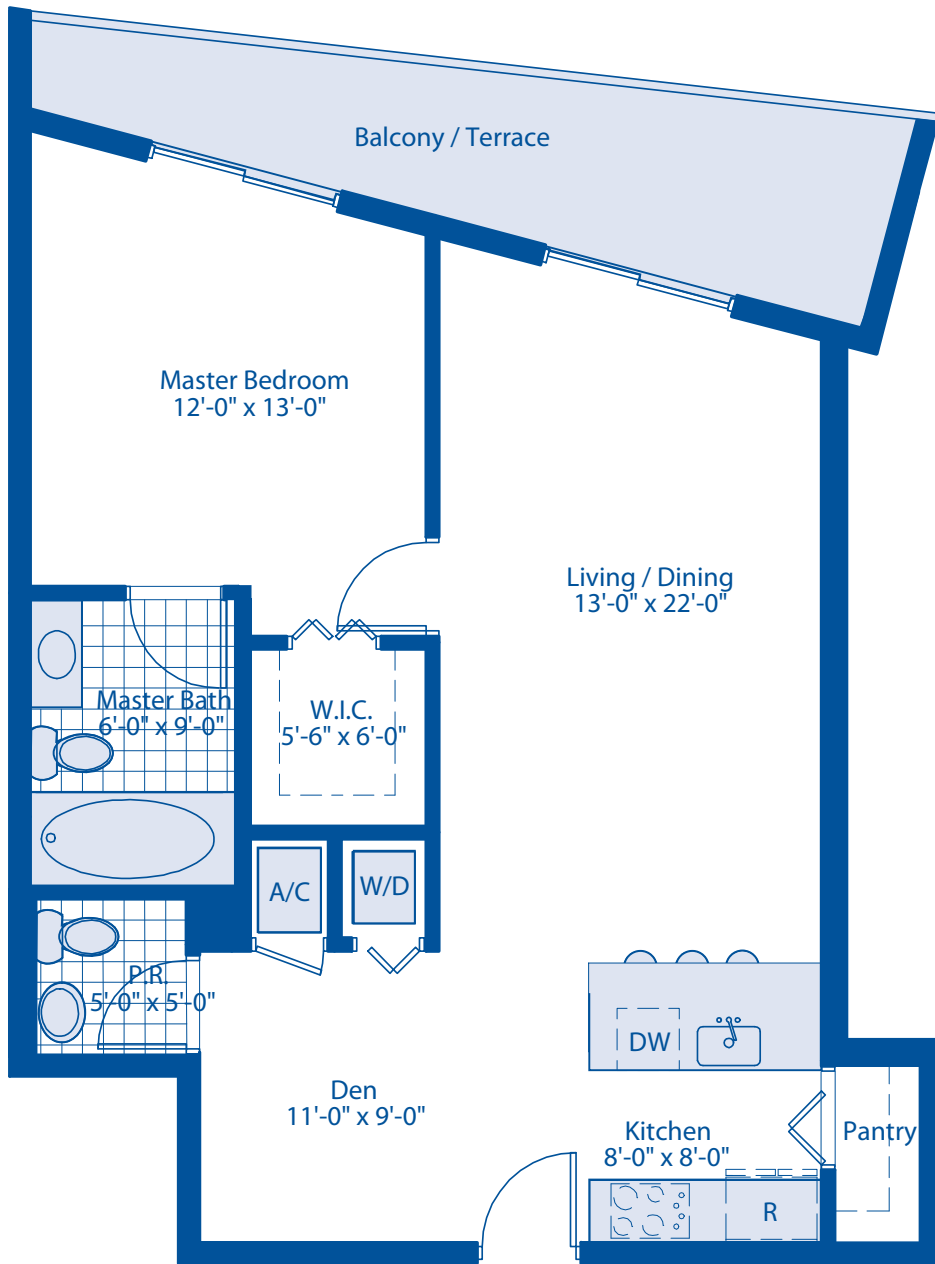 Balcony / Terrace
Master Bedroom
12'-0" x 13'-0"
Living / Dining
13'-0" x 22'-0"
Master Bath
6'-0" x 9'-0"
W.I.C.
5'-6" x 6'-0"
A/C
W/D
P.R.
5'-0" x 5'-0"
DW
Den
11'-0" x 9'-0"
Kitchen
8'-0" x 8'-0"
Pantry
R